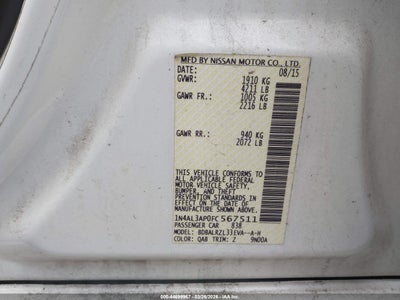 MFD BY NISSAN MOTOR CO., LTD.
DATE: 08/15
GVWR: 1910 KG
4211 LB
GAWR FR.: 1005 KG
2216 LB
GAWR RR.: 940 KG
2072 LB
THIS VEHICLE CONFORMS TO
ALL APPLICABLE FEDERAL MOTOR
VEHICLE SAFETY,
BUMPER, AND THEFT
PREVENTION STANDARDS IN EFFECT
ON THE DATE OF MANUFACTURE
SHOWN ABOVE.
1N4AL3AP0FC567511
PASSENGER CAR 838
MODEL: BDBALRZL33EVA--A-H
COLOR: QAB TRIM: Z 9N00A